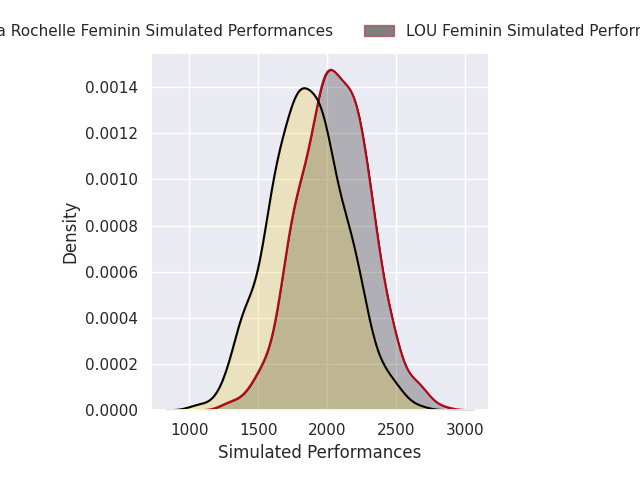 a Rochelle Feminin Simulated Performances
LOU Feminin Simulated Perfor
0.0014
0.0012
0.0010
0.0008
0.0006
0.0004
0.0002
0.0000
Density
1000 1500 2000 2500 3000
Simulated Performances